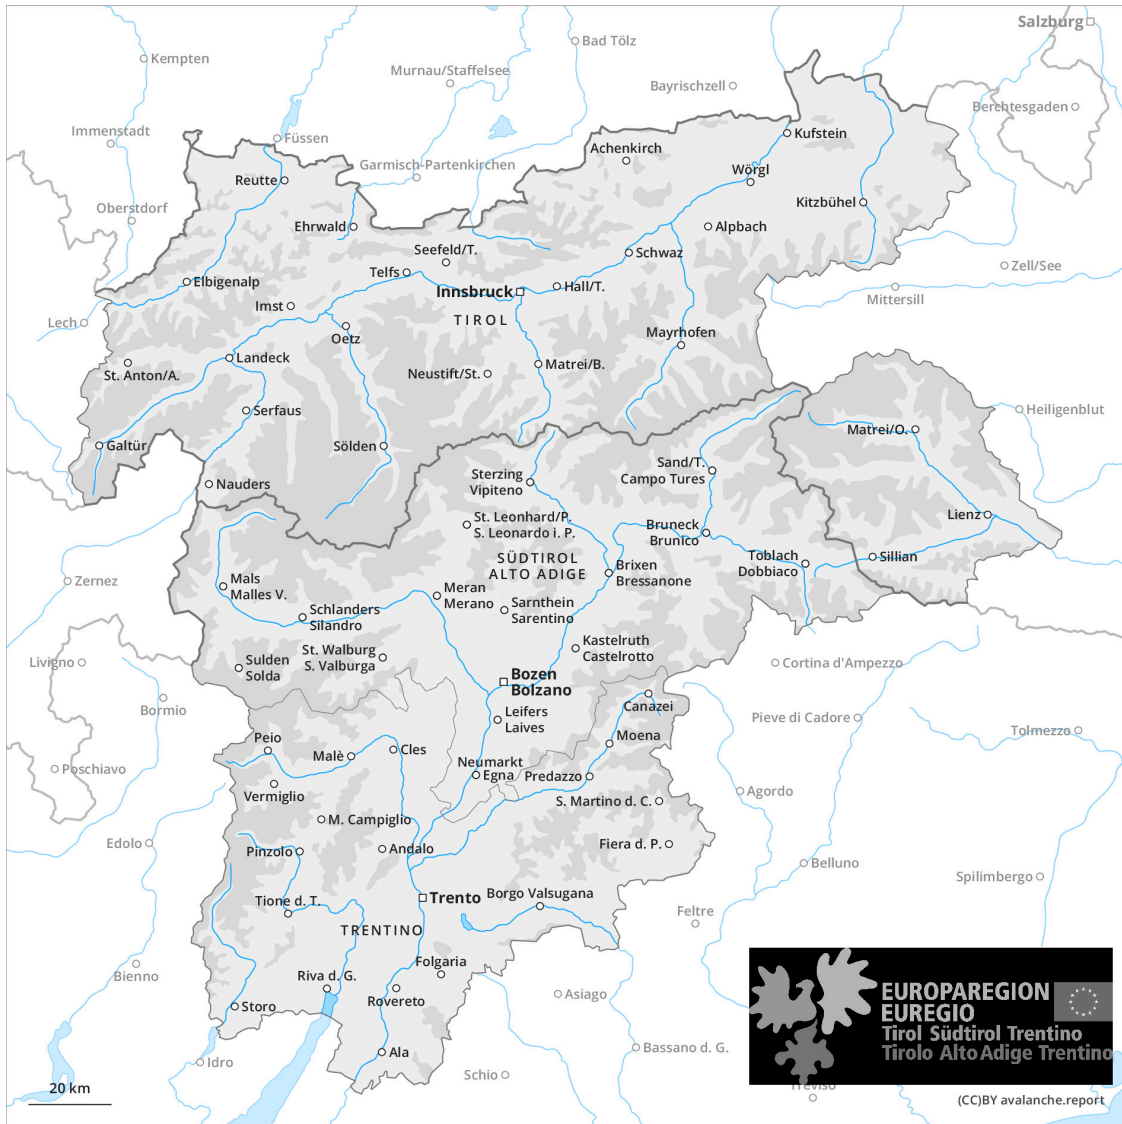 Salzburg
Bad Tölz
Kempten
Murnau/Staffelsee
Bayrischzell
Berchtesgaden
Immenstadt
Füssen
Kufstein
Achenkirch
Garmisch-Partenkirchen
Wörgl
Reutte
Kitzbühel
Oberstdorf
Ehrwald
Alpbach
Seefeld/T.
Schwaz
Zell/See
Telfs
Elbigenalp
Hall/T.
Innsbruck
Mittersill
Imst
TIROL
Lech
Mayrhofen
Oetz
Landeck
Matrei/B.
St. Anton/A.
Neustift/St.
Serfaus
Heiligenblut
Matrei/O.
Galtür
Sölden
Sand/T.
Campo Tures
Sterzing
Vipiteno
Nauders
Lienz
St. Leonhard/P.
S. Leonardo i. P.
Bruneck
Brunico
SÜDTIROL
ALTO ADIGE
Toblach
Dobbiaco
Sillian
Brixen
Bressanone
Zernez
Mals
Malles V.
Meran
Merano
Sarnthein
Sarentino
Schlanders
Silandro
Kastelruth
Castelrotto
St. Walburg
S. Valburga
Livigno
Sulden
Solda
Cortina d'Ampezzo
Bozen
Bolzano
Bormio
Canazei
Leifers
Laives
Pieve di Cadore
Tolmezzo
Peio
Moena
Malè
Cles
Neumarkt
Egna
Poschiavo
Predazzo
Vermiglio
Agordo
S. Martino d. C.
M. Campiglio
Edolo
Pinzolo
Andalo
Fiera d. P.
Belluno
Spilimbergo
Borgo Valsugana
Tione d. T.
Trento
Feltre
TRENTINO
Folgaria
Bienno
Riva d. G.
Rovereto
Asiago
Storo
EUROPAREGION
EUREGIO
Tirol Südtirol Trentino
Tirolo Alto Adige Trentino
Ala
Idro
Bassano d. G.
Schio
20 km
Treviso
(CC)BY avalanche.report